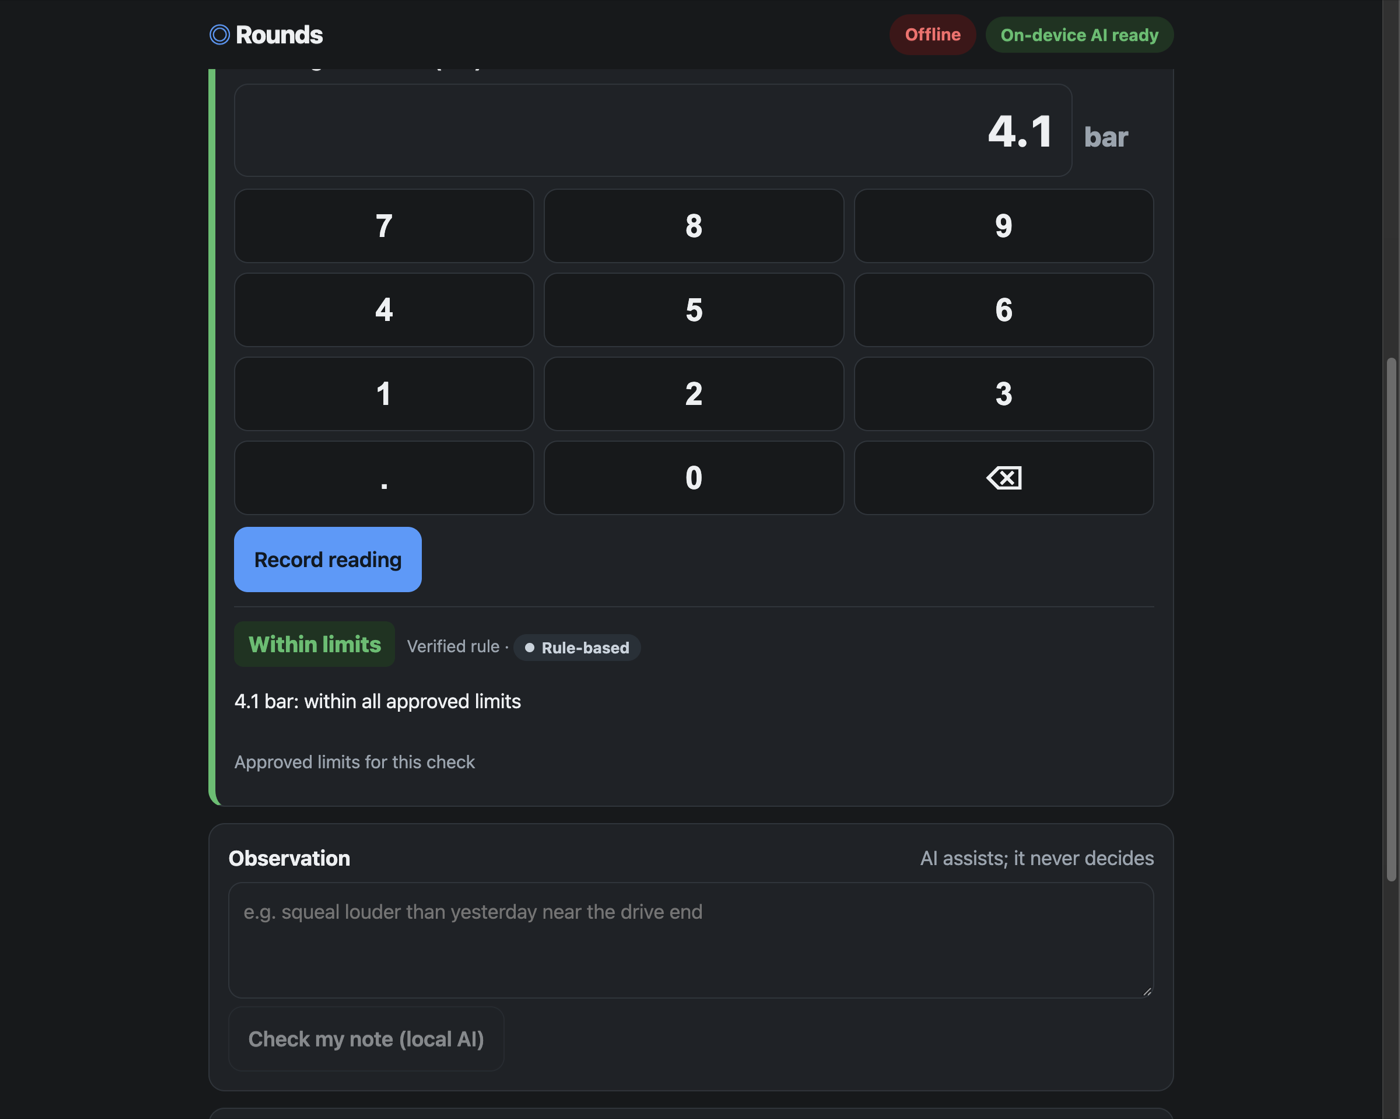 Rounds
Offline
On-device AI ready
4.1 bar
7 8 9
4 5 6
1 2 3
. 0
Record reading
Within limits Verified rule · Rule-based
4.1 bar: within all approved limits
Approved limits for this check
Observation AI assists; it never decides
e.g. squeal louder than yesterday near the drive end
Check my note (local AI)